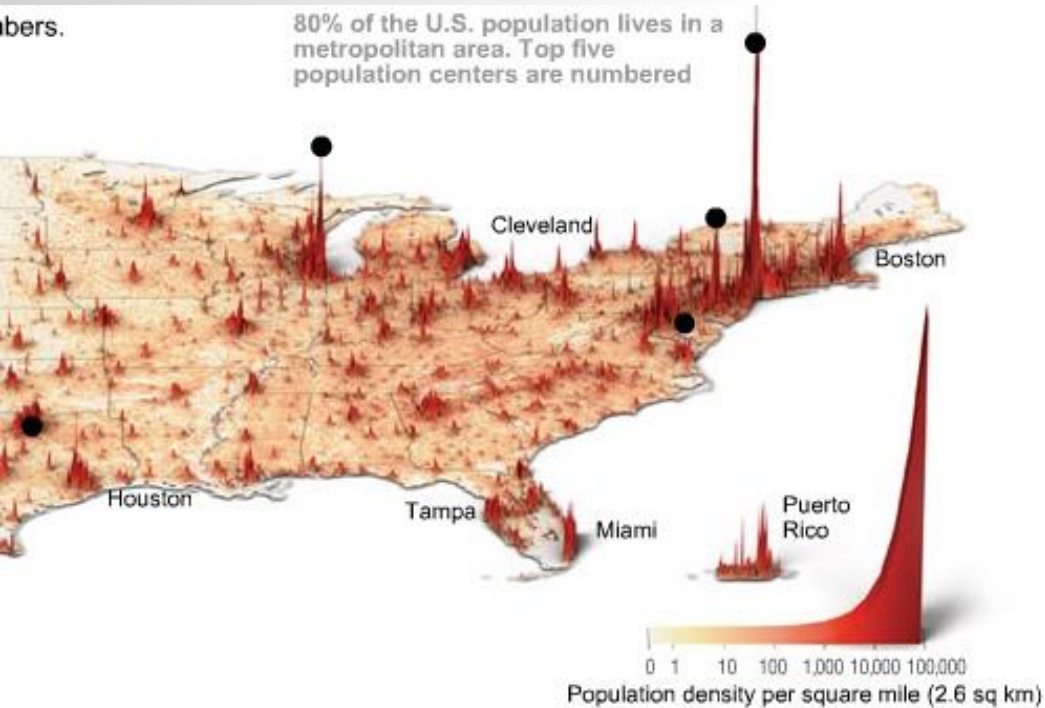 80% of the U.S. population lives in a
metropolitan area. Top five
population centers are numbered
Cleveland
Boston
Houston
Tampa
Miami
Puerto
Rico
0 1 10 100 1,000 10,000 100,000
Population density per square mile (2.6 sq km)